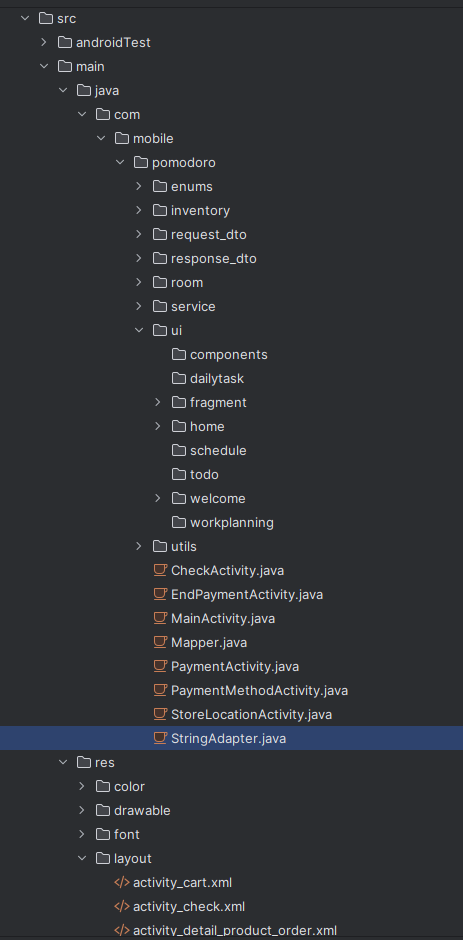 src
androidTest
main
java
com
mobile
pomodoro
enums
inventory
request_dto
response_dto
room
service
ui
components
dailytask
fragment
home
schedule
todo
welcome
workplanning
utils
CheckActivity.java
EndPaymentActivity.java
MainActivity.java
Mapper.java
PaymentActivity.java
PaymentMethodActivity.java
StoreLocationActivity.java
StringAdapter.java
res
color
drawable
font
layout
activity_cart.xml
activity_check.xml
activity_detail_product_order.xml